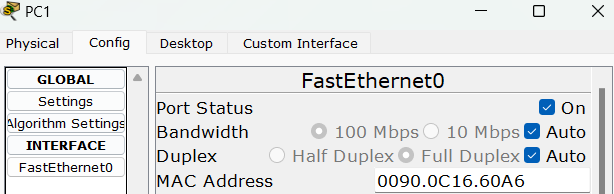 PC1
Physical Config Desktop Custom Interface
GLOBAL
Settings
Algorithm Settings
INTERFACE
FastEthernet0
FastEthernet0
Port Status On
Bandwidth 100 Mbps 10 Mbps Auto
Duplex Half Duplex Full Duplex Auto
MAC Address 0090.0C16.60A6